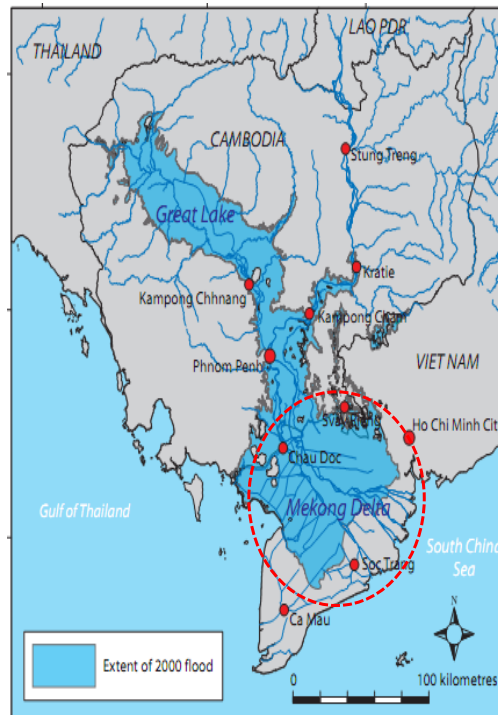 LAO PDR
THAILAND
CAMBODIA
Stung Treng
Great Lake
Kratie
Kampong Chhnang
Kampong Cham
Phnom Penh
VIET NAM
Svay Rieng
Ho Chi Minh Cit
Chau Doc
Mekong Delta
Gulf of Thailand
South China
Sea
Soc Trang
Ca Mau
N
Extent of 2000 flood
0
100 kilometres